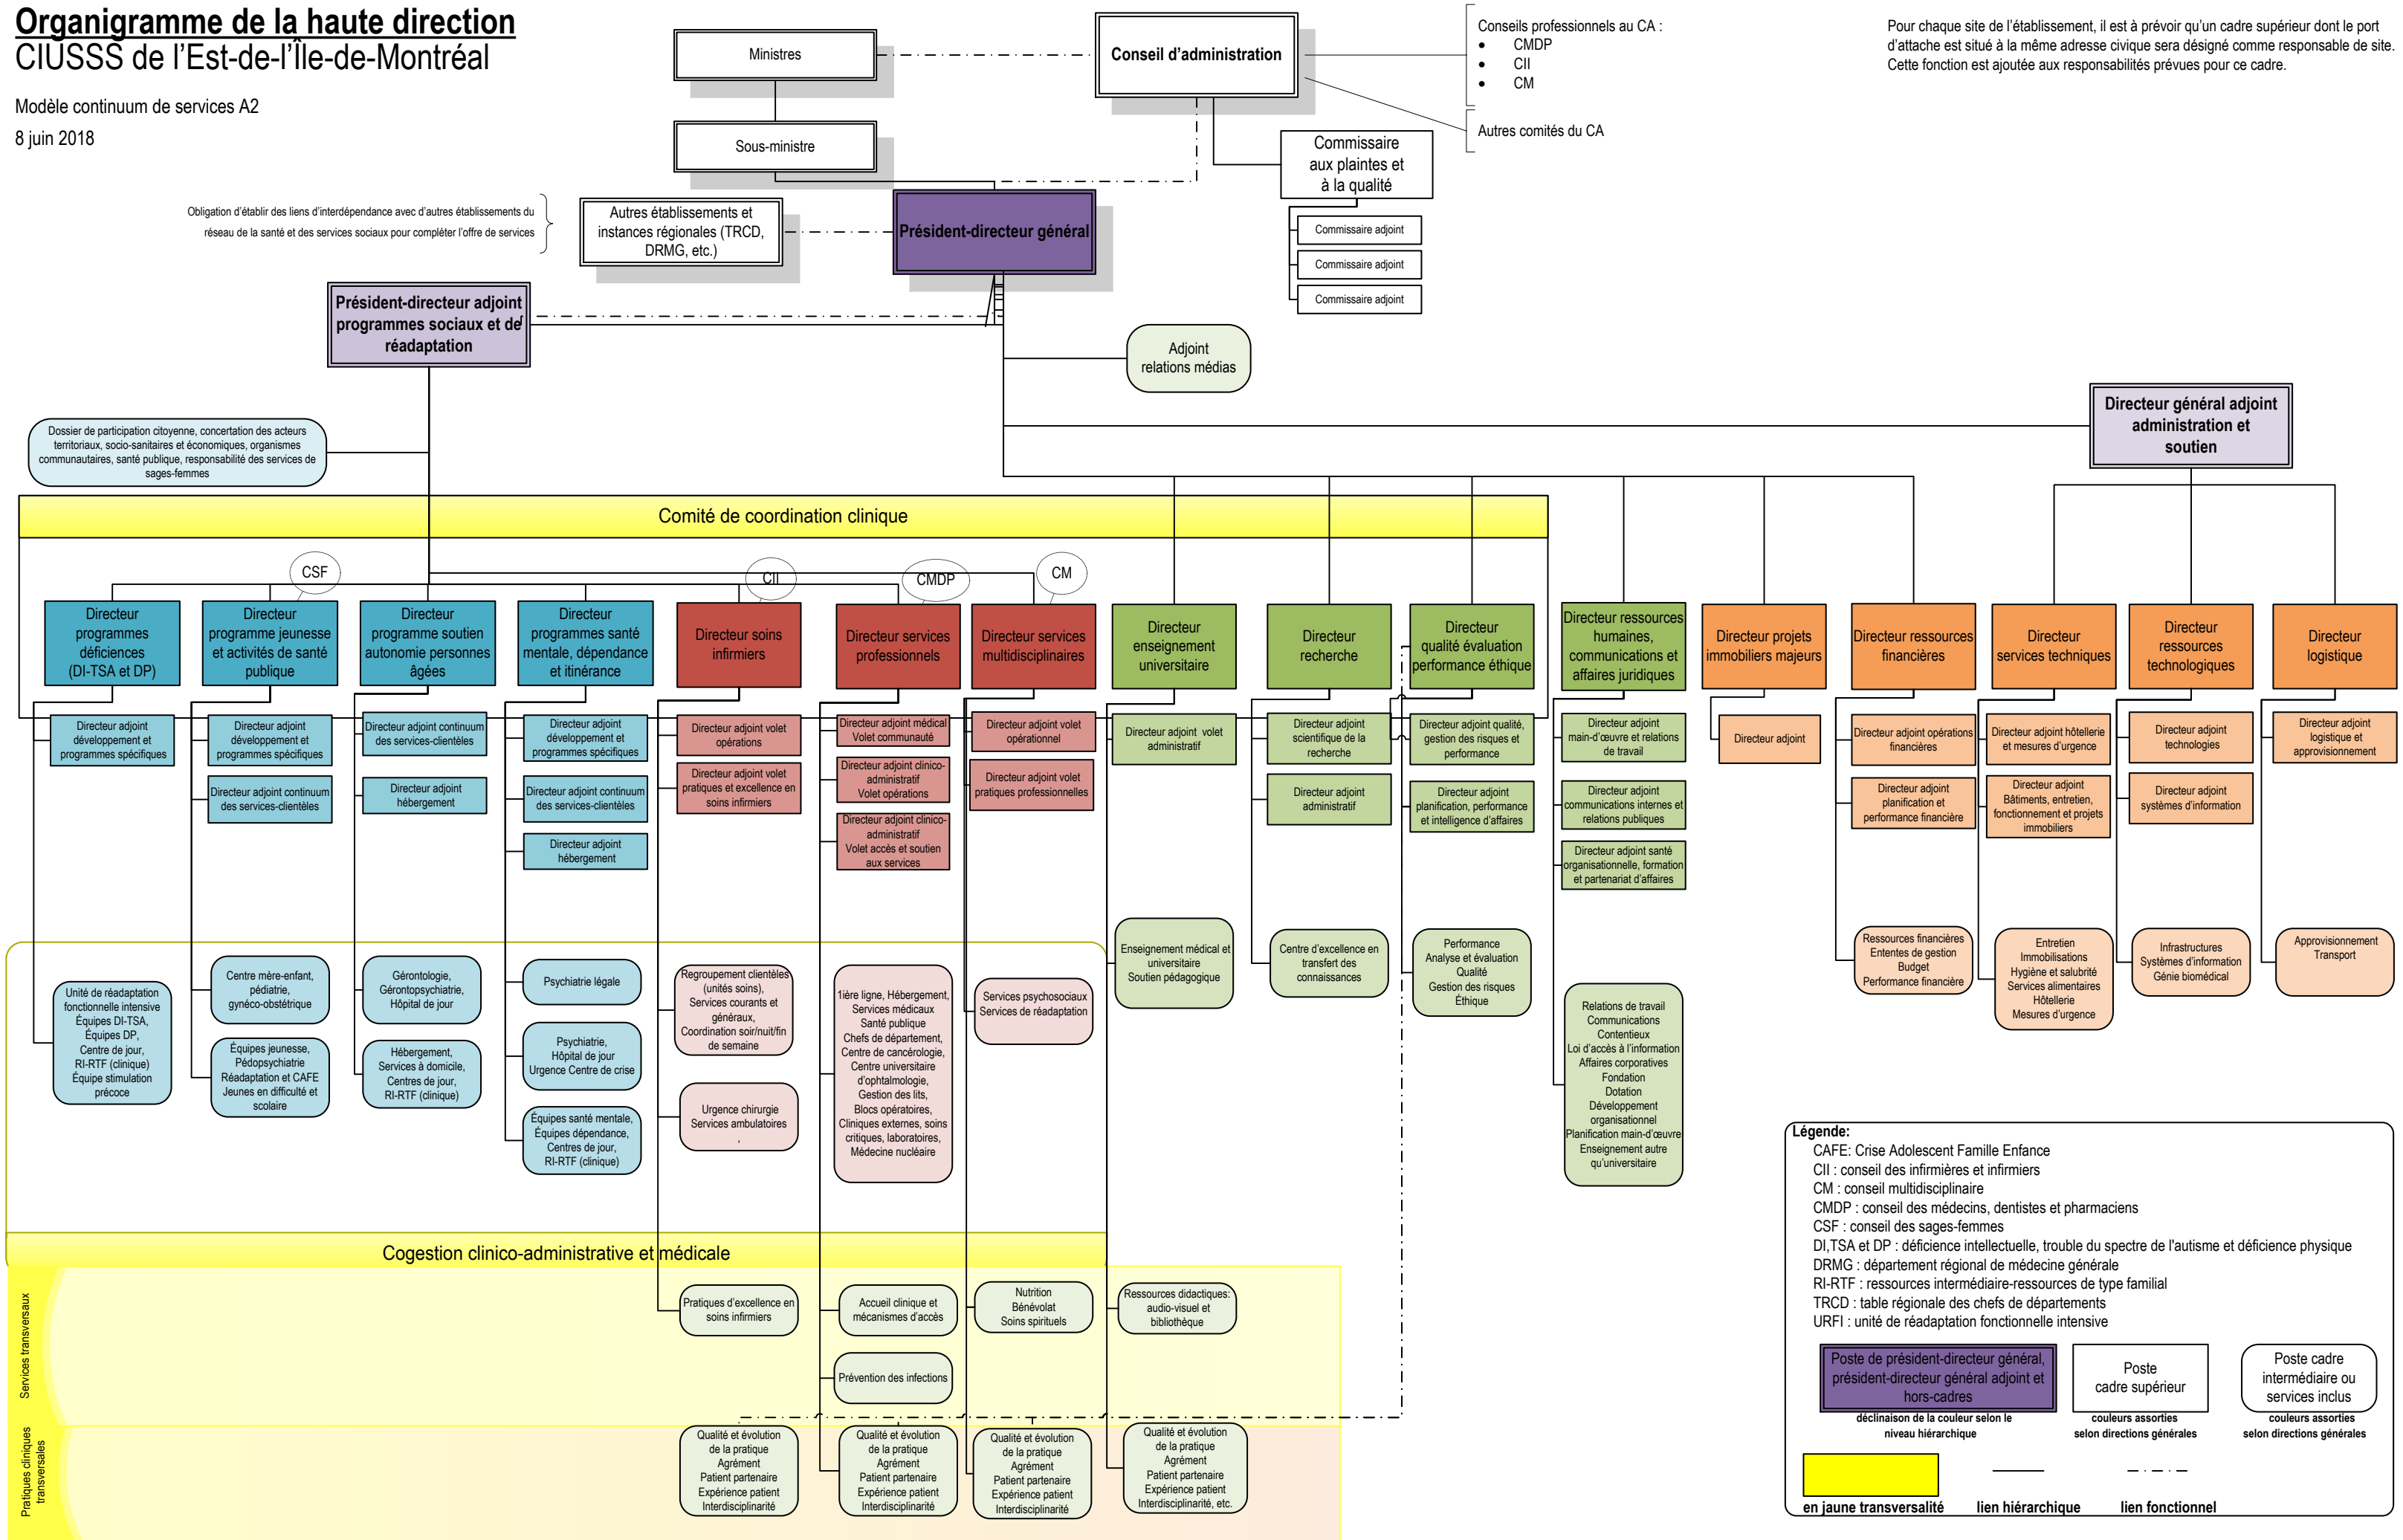 Organigramme de la haute direction
CIUSSS de l'Est-de-l'Île-de-Montréal
Modèle continuum de services A2
8 juin 2018
Ministres
Conseil d'administration
Conseils professionnels au CA :
• CMDP
• CII
• CM
Autres comités du CA
Pour chaque site de l'établissement, il est à prévoir qu'un cadre supérieur dont le port
d'attache est situé à la même adresse civique sera désigné comme responsable de site.
Cette fonction est ajoutée aux responsabilités prévues pour ce cadre.
Sous-ministre
Commissaire
aux plaintes et
à la qualité
Commissaire adjoint
Commissaire adjoint
Commissaire adjoint
Obligation d'établir des liens d'interdépendance avec d'autres établissements du
réseau de la santé et des services sociaux pour compléter l'offre de services
Autres établissements et
instances régionales (TRCD,
DRMG, etc.)
Président-directeur général
Président-directeur adjoint
programmes sociaux et de
réadaptation
Adjoint
relations médias
Directeur général adjoint
administration et
soutien
Dossier de participation citoyenne, concertation des acteurs
territoriaux, socio-sanitaires et économiques, organismes
communautaires, santé publique, responsabilité des services de
sages-femmes
Comité de coordination clinique
CSF
CII
CMDP
CM
Directeur
programmes
déficiences
(DI-TSA et DP)
Directeur
programme jeunesse
et activités de santé
publique
Directeur
programme soutien
autonomie personnes
âgées
Directeur
programmes santé
mentale, dépendance
et itinérance
Directeur soins
infirmiers
Directeur services
professionnels
Directeur services
multidisciplinaires
Directeur
enseignement
universitaire
Directeur
recherche
Directeur
qualité évaluation
performance éthique
Directeur ressources
humaines,
communications et
affaires juridiques
Directeur projets
immobiliers majeurs
Directeur ressources
financières
Directeur
services techniques
Directeur
ressources
technologiques
Directeur
logistique
Directeur adjoint
développement et
programmes spécifiques
Directeur adjoint
développement et
programmes spécifiques
Directeur adjoint continuum
des services-clientèles
Directeur adjoint continuum
des services-clientèles
Directeur adjoint
hébergement
Directeur adjoint
développement et
programmes spécifiques
Directeur adjoint continuum
des services-clientèles
Directeur adjoint
hébergement
Directeur adjoint volet
opérations
Directeur adjoint volet
pratiques et excellence en
soins infirmiers
Directeur adjoint médical
Volet communauté
Directeur adjoint clinico-
administratif
Volet opérations
Directeur adjoint clinico-
administratif
Volet accès et soutien
aux services
Directeur adjoint volet
opérationnel
Directeur adjoint volet
pratiques professionnelles
Directeur adjoint volet
administratif
Directeur adjoint
scientifique de la
recherche
Directeur adjoint
administratif
Directeur adjoint qualité,
gestion des risques et
performance
Directeur adjoint
planification, performance
et intelligence d'affaires
Directeur adjoint
main-d'œuvre et relations
de travail
Directeur adjoint
communications internes et
relations publiques
Directeur adjoint santé
organisationnelle, formation
et partenariat d'affaires
Directeur adjoint
Directeur adjoint opérations
financières
Directeur adjoint
planification et
performance financière
Directeur adjoint hôtellerie
et mesures d'urgence
Directeur adjoint
Bâtiments, entretien,
fonctionnement et projets
immobiliers
Directeur adjoint
technologies
Directeur adjoint
systèmes d'information
Directeur adjoint
logistique et
approvisionnement
Unité de réadaptation
fonctionnelle intensive
Équipes DI-TSA,
Équipes DP,
Centre de jour,
RI-RTF (clinique)
Équipe stimulation
précoce
Centre mère-enfant,
pédiatrie,
gynéco-obstétrique
Équipes jeunesse,
Pédopsychiatrie
Réadaptation et CAFE
Jeunes en difficulté et
scolaire
Gérontologie,
Gérontopsychiatrie,
Hôpital de jour
Hébergement,
Services à domicile,
Centres de jour,
RI-RTF (clinique)
Psychiatrie légale
Psychiatrie,
Hôpital de jour
Urgence Centre de crise
Équipes santé mentale,
Équipes dépendance,
Centres de jour,
RI-RTF (clinique)
Regroupement clientèles
(unités soins),
Services courants et
généraux,
Coordination soir/nuit/fin
de semaine
Urgence chirurgie
Services ambulatoires
,
1ière ligne, Hébergement,
Services médicaux
Santé publique
Chefs de département,
Centre de cancérologie,
Centre universitaire
d'ophtalmologie,
Gestion des lits,
Blocs opératoires,
Cliniques externes, soins
critiques, laboratoires,
Médecine nucléaire
Services psychosociaux
Services de réadaptation
Enseignement médical et
universitaire
Soutien pédagogique
Centre d'excellence en
transfert des
connaissances
Performance
Analyse et évaluation
Qualité
Gestion des risques
Éthique
Relations de travail
Communications
Contentieux
Loi d'accès à l'information
Affaires corporatives
Fondation
Dotation
Développement
organisationnel
Planification main-d'œuvre
Enseignement autre
qu'universitaire
Ressources financières
Ententes de gestion
Budget
Performance financière
Entretien
Immobilisations
Hygiène et salubrité
Services alimentaires
Hôtellerie
Mesures d'urgence
Infrastructures
Systèmes d'information
Génie biomédical
Approvisionnement
Transport
Cogestion clinico-administrative et médicale
Services transversaux
Pratiques d'excellence en
soins infirmiers
Accueil clinique et
mécanismes d'accès
Prévention des infections
Nutrition
Bénévolat
Soins spirituels
Ressources didactiques:
audio-visuel et
bibliothèque
Pratiques cliniques
transversales
Qualité et évolution
de la pratique
Agrément
Patient partenaire
Expérience patient
Interdisciplinarité
Qualité et évolution
de la pratique
Agrément
Patient partenaire
Expérience patient
Interdisciplinarité
Qualité et évolution
de la pratique
Agrément
Patient partenaire
Expérience patient
Interdisciplinarité
Qualité et évolution
de la pratique
Agrément
Patient partenaire
Expérience patient
Interdisciplinarité, etc.
Légende:
CAFE: Crise Adolescent Famille Enfance
CII : conseil des infirmières et infirmiers
CM : conseil multidisciplinaire
CMDP : conseil des médecins, dentistes et pharmaciens
CSF : conseil des sages-femmes
DI,TSA et DP : déficience intellectuelle, trouble du spectre de l'autisme et déficience physique
DRMG : département régional de médecine générale
RI-RTF : ressources intermédiaire-ressources de type familial
TRCD : table régionale des chefs de départements
URFI : unité de réadaptation fonctionnelle intensive
Poste de président-directeur général,
président-directeur général adjoint et
hors-cadres
déclinaison de la couleur selon le
niveau hiérarchique
Poste
cadre supérieur
couleurs assorties
selon directions générales
Poste cadre
intermédiaire ou
services inclus
couleurs assorties
selon directions générales
en jaune transversalité
lien hiérarchique
lien fonctionnel